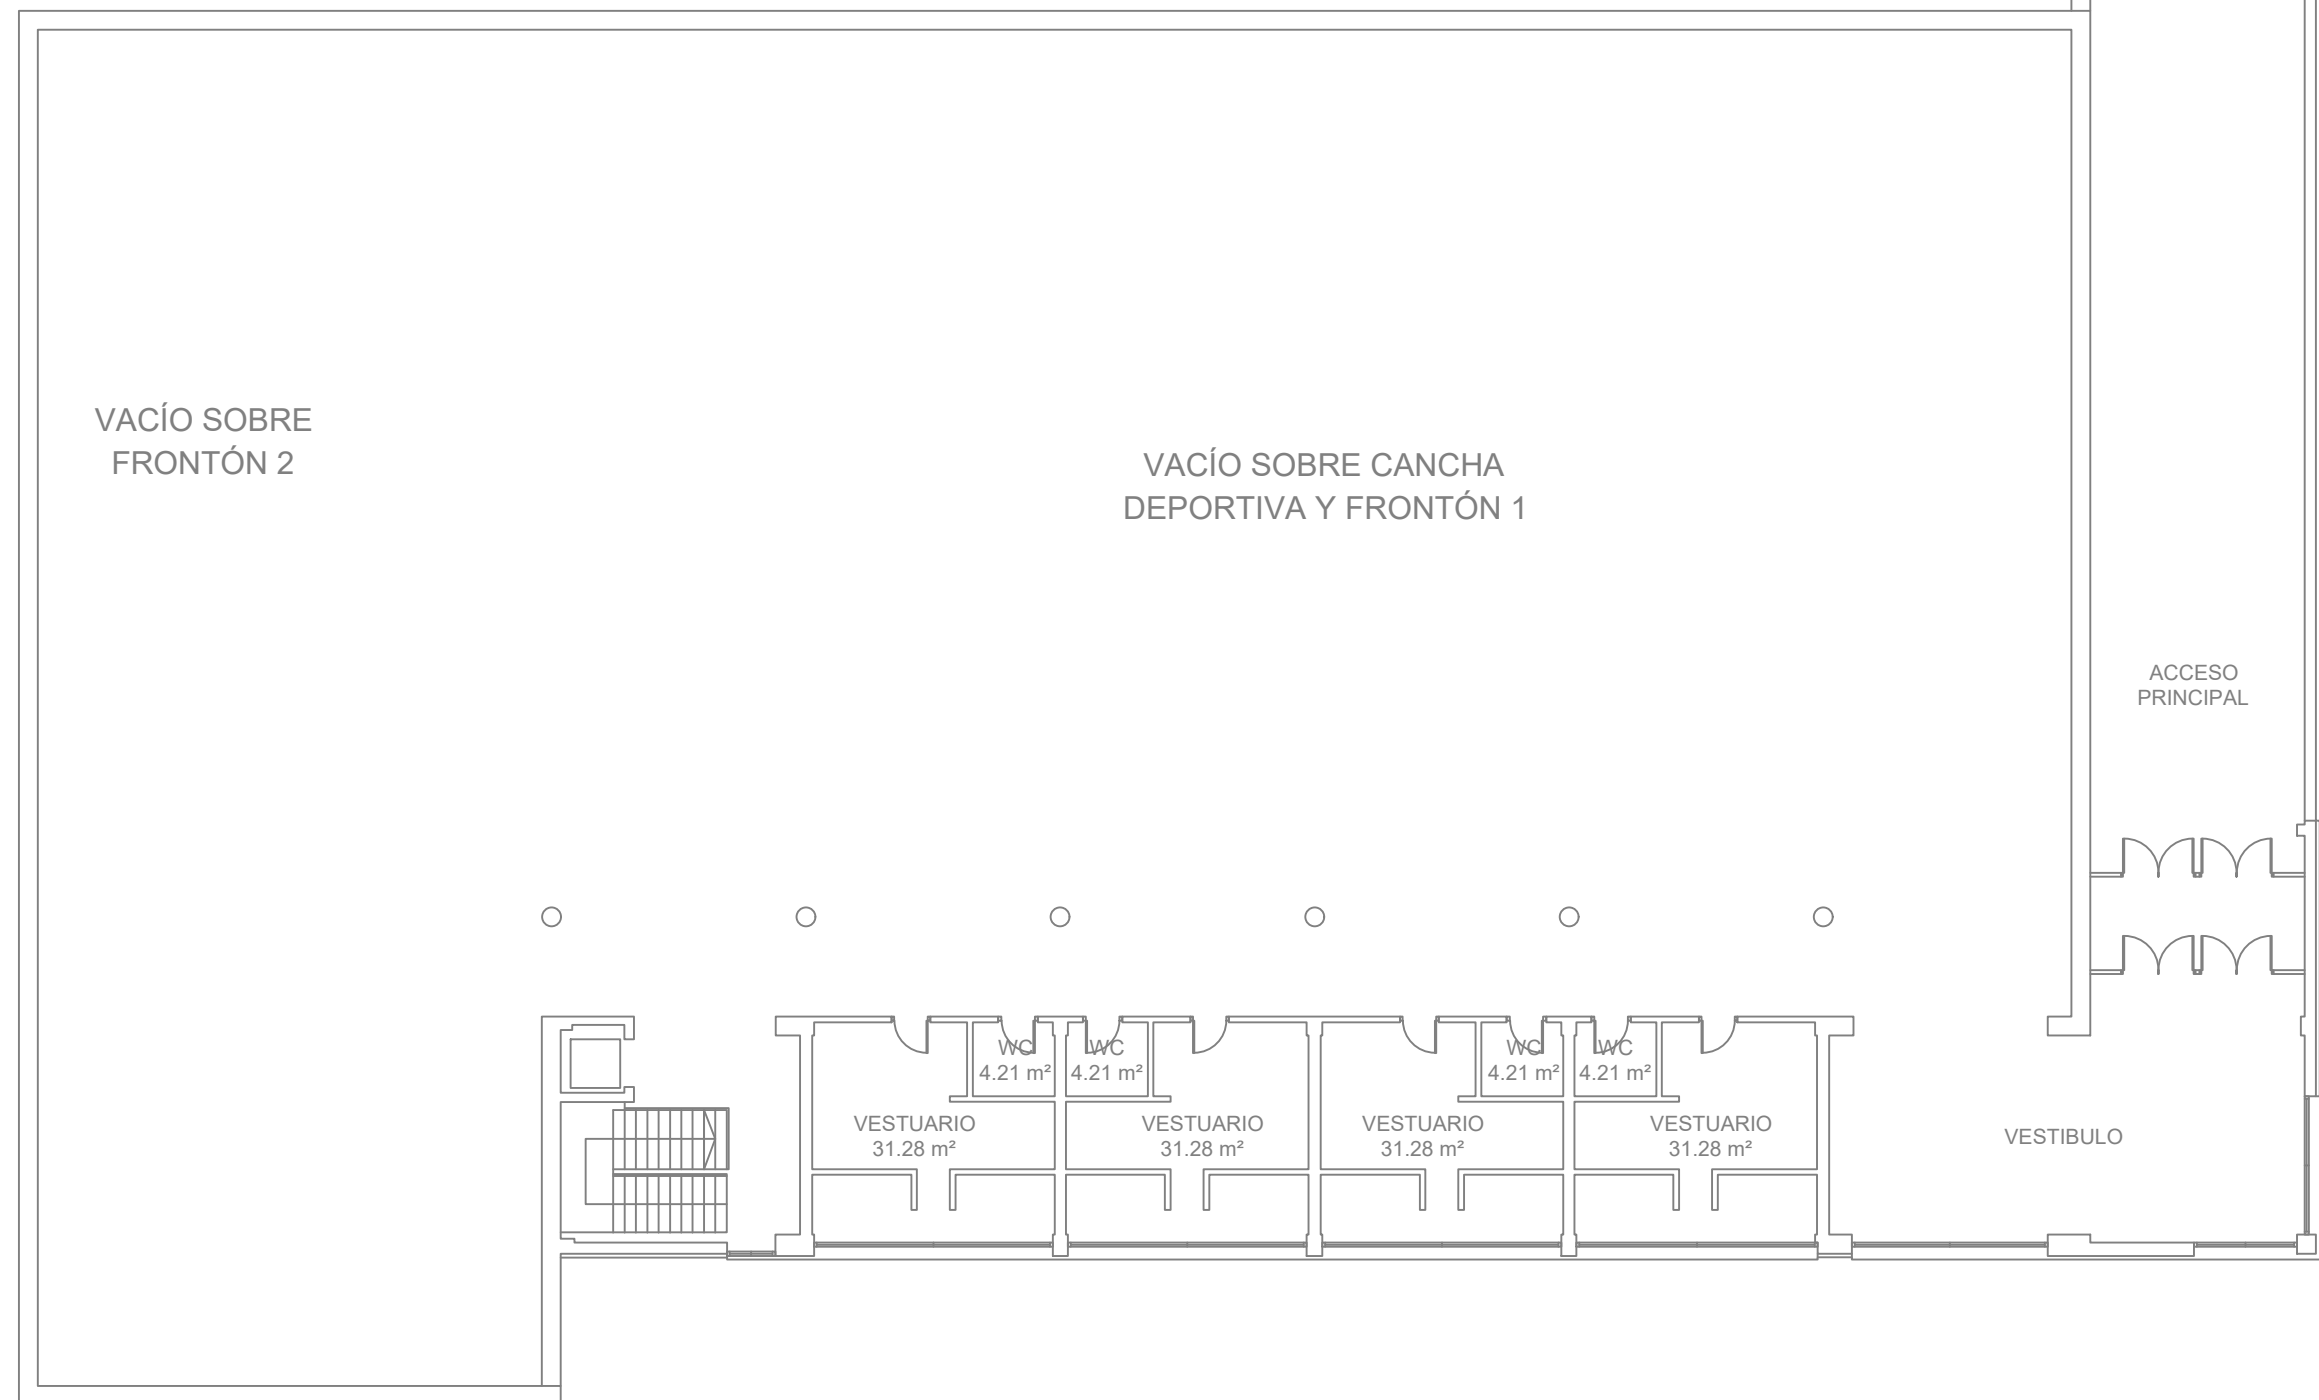 VACÍO SOBRE
FRONTÓN 2
VACÍO SOBRE CANCHA
DEPORTIVA Y FRONTÓN 1
ACCESO
PRINCIPAL
WC
4.21 m²
WC
4.21 m²
WC
4.21 m²
WC
4.21 m²
VESTUARIO
31.28 m²
VESTUARIO
31.28 m²
VESTUARIO
31.28 m²
VESTUARIO
31.28 m²
VESTIBULO